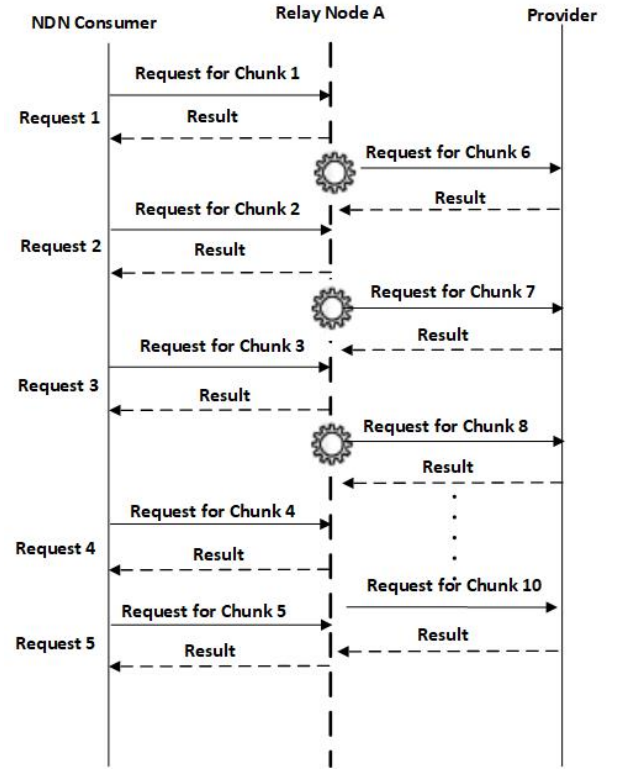 NDN Consumer
Relay Node A
Provider
Request for Chunk 1
Request 1
Result
Request for Chunk 6
Result
Request for Chunk 2
Request 2
Result
Request for Chunk 7
Result
Request for Chunk 3
Request 3
Result
Request for Chunk 8
Result
Request for Chunk 4
Request 4
Result
Request for Chunk 10
Request for Chunk 5
Result
Request 5
Result